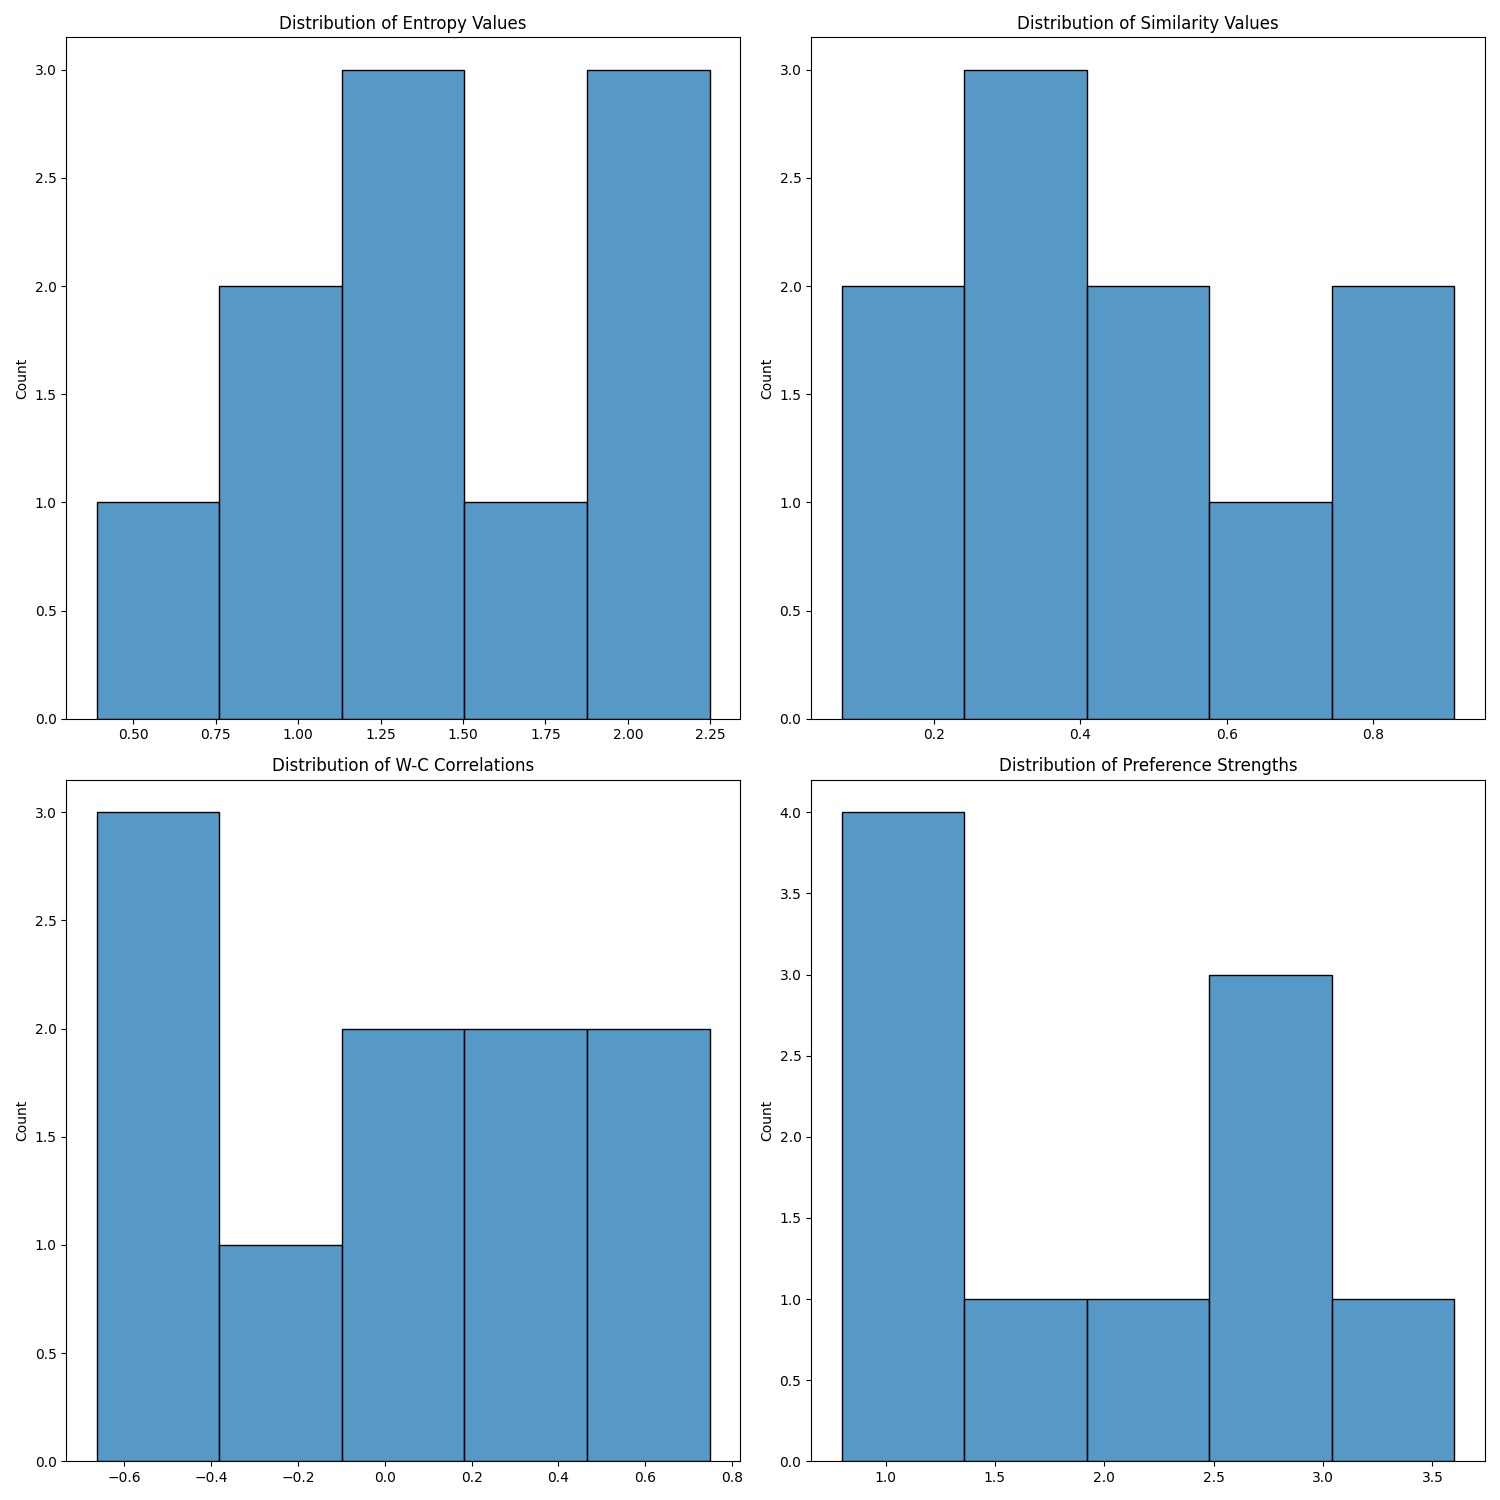 Distribution of Entropy Values
Count
3.0
2.5
2.0
1.5
1.0
0.5
0.0
0.50 0.75 1.00 1.25 1.50 1.75 2.00 2.25
Distribution of Similarity Values
Count
3.0
2.5
2.0
1.5
1.0
0.5
0.0
0.2 0.4 0.6 0.8
Distribution of W-C Correlations
Count
3.0
2.5
2.0
1.5
1.0
0.5
0.0
−0.6 −0.4 −0.2 0.0 0.2 0.4 0.6 0.8
Distribution of Preference Strengths
Count
4.0
3.5
3.0
2.5
2.0
1.5
1.0
0.5
0.0
1.0 1.5 2.0 2.5 3.0 3.5